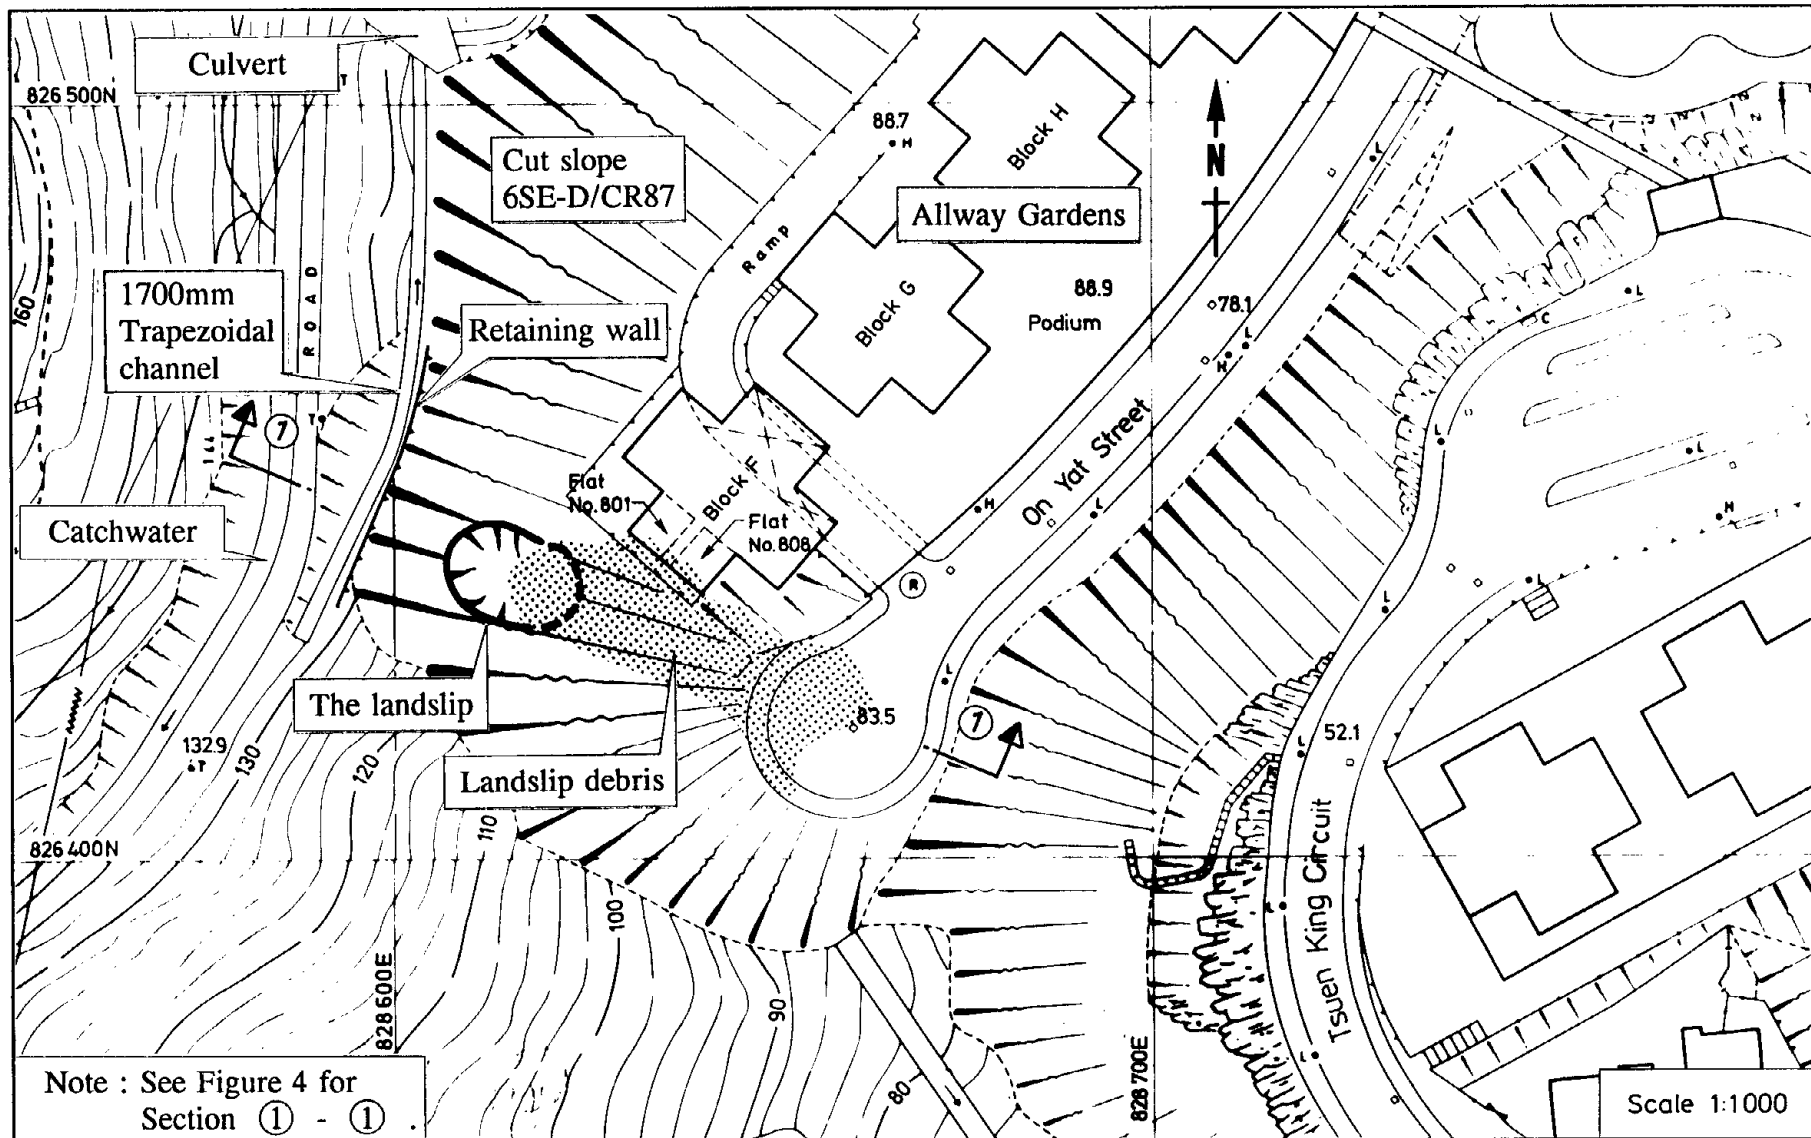 Culvert
T
826 500N
88.7
H
Block H
N
Cut slope
6SE-D/CR87
Allway Gardens
Ramp
ROAD
160
1700mm
Trapezoidal
channel
Retaining wall
Block G
88.9
Podium
78.1
L
C
1
T
144
Flat
No.801
Block F
Flat
No.808
H
On Yat Street
L
L
H
Catchwater
R
L
L
The landslip
83.5
1
52.1
L
132.9
T
130
120
Landslip debris
110
826 400N
100
Tsuen King Circuit
L
828 600E
90
80
828 700E
L
Note : See Figure 4 for
Section 1 - 1 .
Scale 1:1000